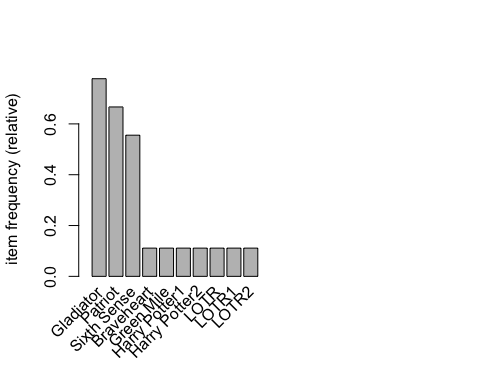 item frequency (relative)
0.6
0.4
0.2
0.0
Gladiator
Patriot
Sixth Sense
Braveheart
Green Mile
Harry Potter1
Harry Potter2
LOTR
LOTR1
LOTR2